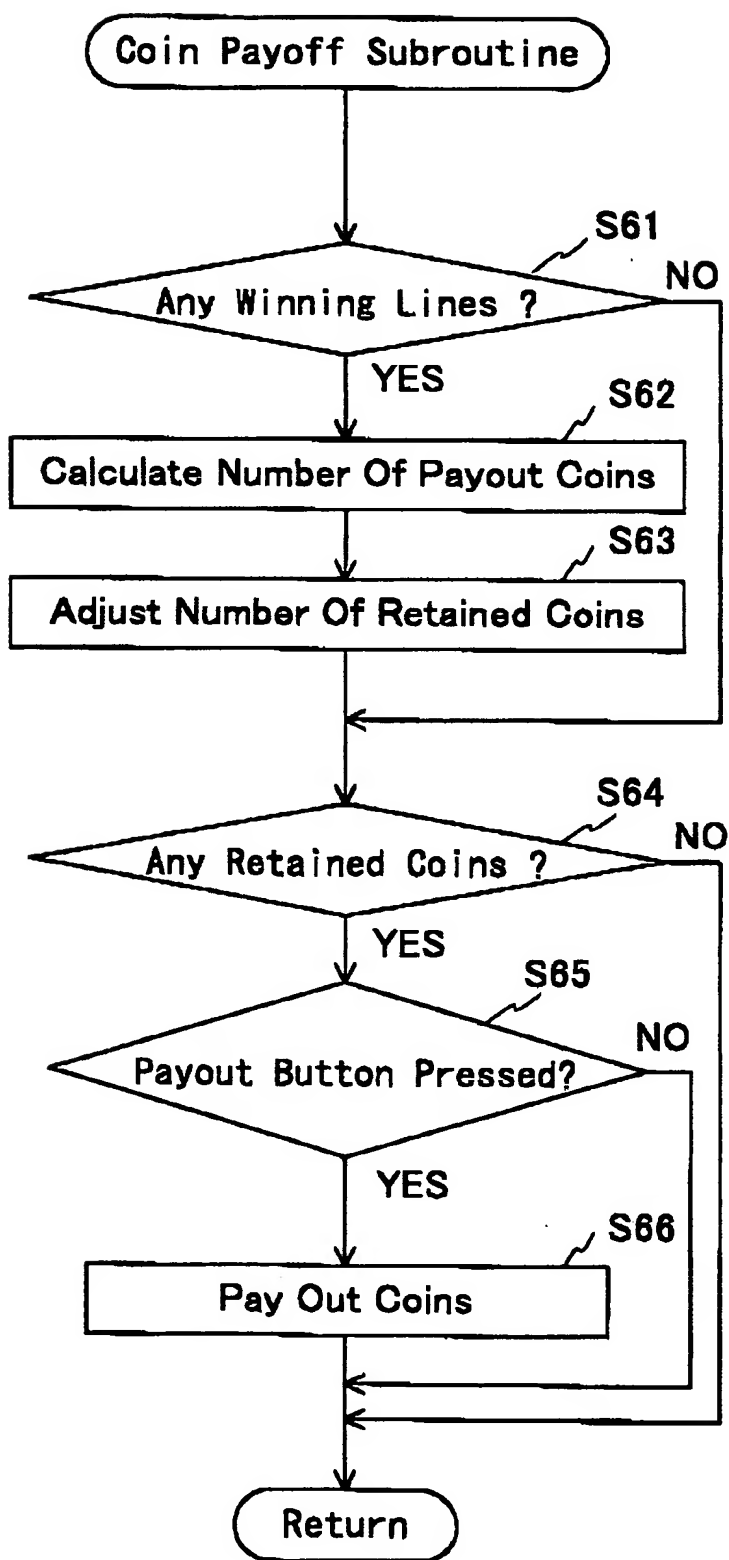 Coin Payoff Subroutine
S61
Any Winning Lines ?
NO
YES
S62
Calculate Number Of Payout Coins
S63
Adjust Number Of Retained Coins
S64
Any Retained Coins ?
NO
YES
S65
Payout Button Pressed?
NO
YES
S66
Pay Out Coins
Return